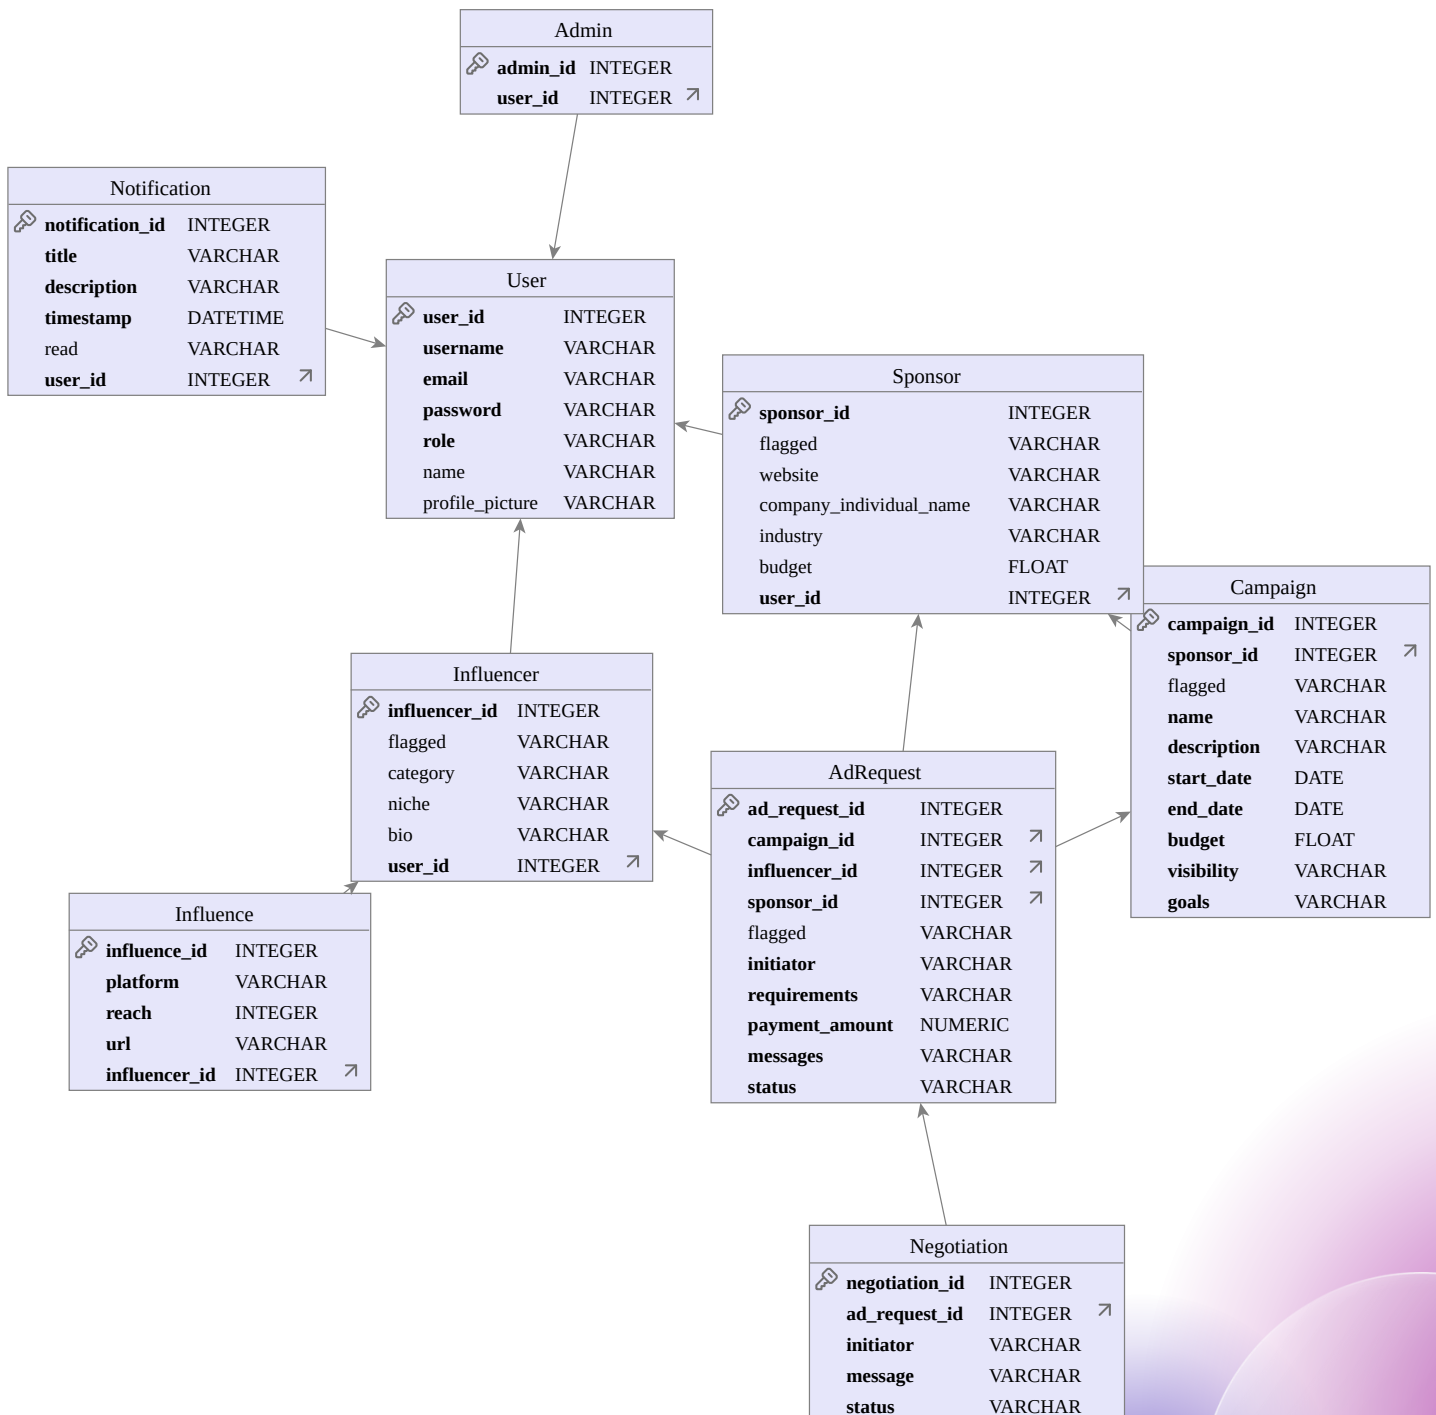 Admin
admin_id INTEGER
user_id INTEGER
Notification
notification_id INTEGER
title VARCHAR
description VARCHAR
timestamp DATETIME
read VARCHAR
user_id INTEGER
User
user_id INTEGER
username VARCHAR
email VARCHAR
password VARCHAR
role VARCHAR
name VARCHAR
profile_picture VARCHAR
Sponsor
sponsor_id INTEGER
flagged VARCHAR
website VARCHAR
company_individual_name VARCHAR
industry VARCHAR
budget FLOAT
user_id INTEGER
Campaign
campaign_id INTEGER
sponsor_id INTEGER
flagged VARCHAR
name VARCHAR
description VARCHAR
start_date DATE
end_date DATE
budget FLOAT
visibility VARCHAR
goals VARCHAR
Influencer
influencer_id INTEGER
flagged VARCHAR
category VARCHAR
niche VARCHAR
bio VARCHAR
user_id INTEGER
AdRequest
ad_request_id INTEGER
campaign_id INTEGER
influencer_id INTEGER
sponsor_id INTEGER
flagged VARCHAR
initiator VARCHAR
requirements VARCHAR
payment_amount NUMERIC
messages VARCHAR
status VARCHAR
Influence
influence_id INTEGER
platform VARCHAR
reach INTEGER
url VARCHAR
influencer_id INTEGER
Negotiation
negotiation_id INTEGER
ad_request_id INTEGER
initiator VARCHAR
message VARCHAR
status VARCHAR